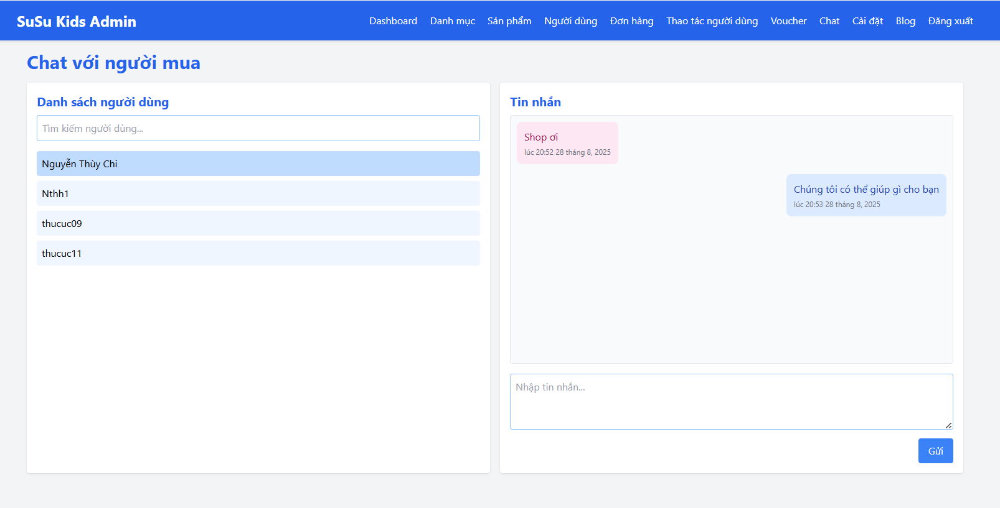 SuSu Kids Admin
Dashboard Danh mục Sản phẩm Người dùng Đơn hàng Thao tác người dùng Voucher Chat Cài đặt Blog Đăng xuất
Chat với người mua
Danh sách người dùng
Tìm kiếm người dùng...
Nguyễn Thùy Chi
Nthh1
thucuc09
thucuc11
Tin nhắn
Shop ơi
lúc 20:52 28 tháng 8, 2025
Chúng tôi có thể giúp gì cho bạn
lúc 20:53 28 tháng 8, 2025
Nhập tin nhắn...
Gửi